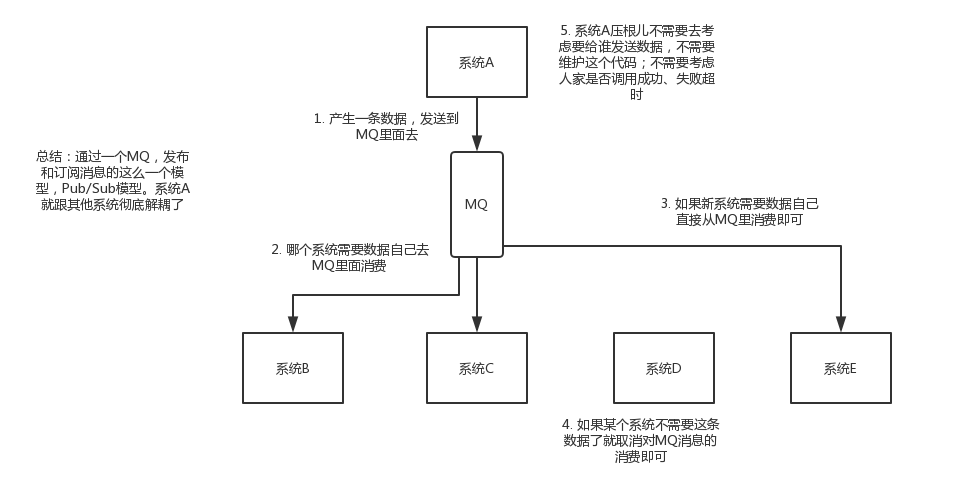 系统A
5. 系统A压根儿不需要去考
虑要给谁发送数据，不需要
维护这个代码；不需要考虑
人家是否调用成功、失败超
时
1. 产生一条数据，发送到
MQ里面去
总结：通过一个MQ，发布
和订阅消息的这么一个模
型，Pub/Sub模型。系统A
就跟其他系统彻底解耦了
MQ
3. 如果新系统需要数据自己
直接从MQ里消费即可
2. 哪个系统需要数据自己去
MQ里面消费
系统B
系统C
系统D
系统E
4. 如果某个系统不需要这条
数据了就取消对MQ消息的
消费即可